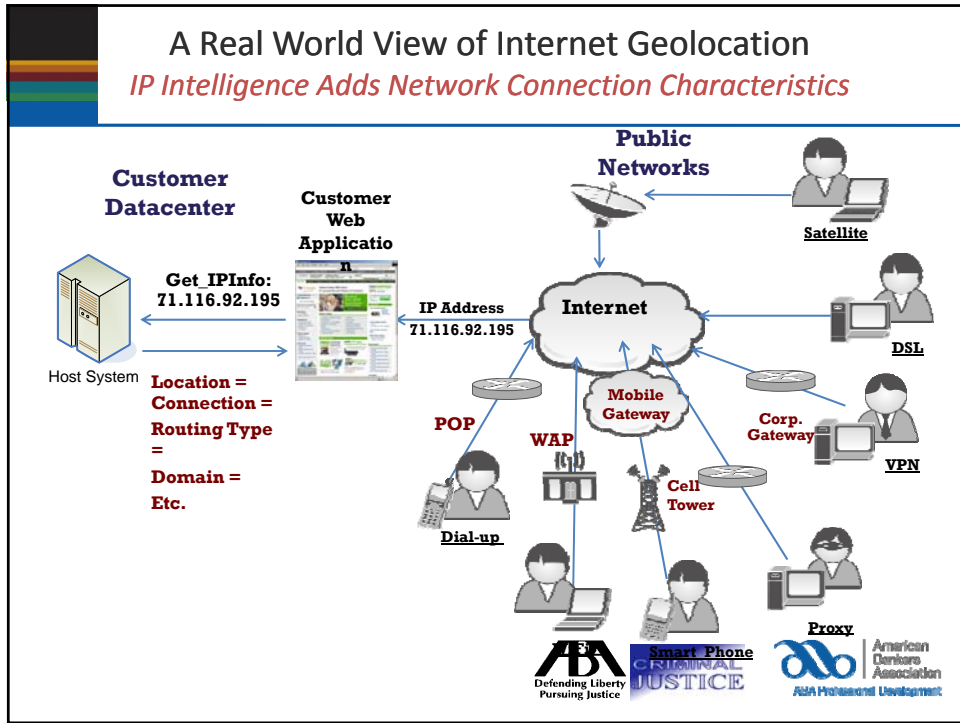 A Real World View of Internet Geolocation
IP Intelligence Adds Network Connection Characteristics
Public
Networks
Customer
Datacenter
Customer
Web
Applicatio
n
Satellite
Get_IPInfo:
71.116.92.195
IP Address
71.116.92.195
Internet
DSL
Host System
Location =
Connection =
Routing Type
=
Domain =
Etc.
POP
WAP
Mobile
Gateway
Corp.
Gateway
VPN
Cell
Tower
Dial-up
Proxy
Smart Phone
ABA
Defending Liberty
Pursuing Justice
CRIMINAL
JUSTICE
American
Bankers
Association
ABA Professional Development